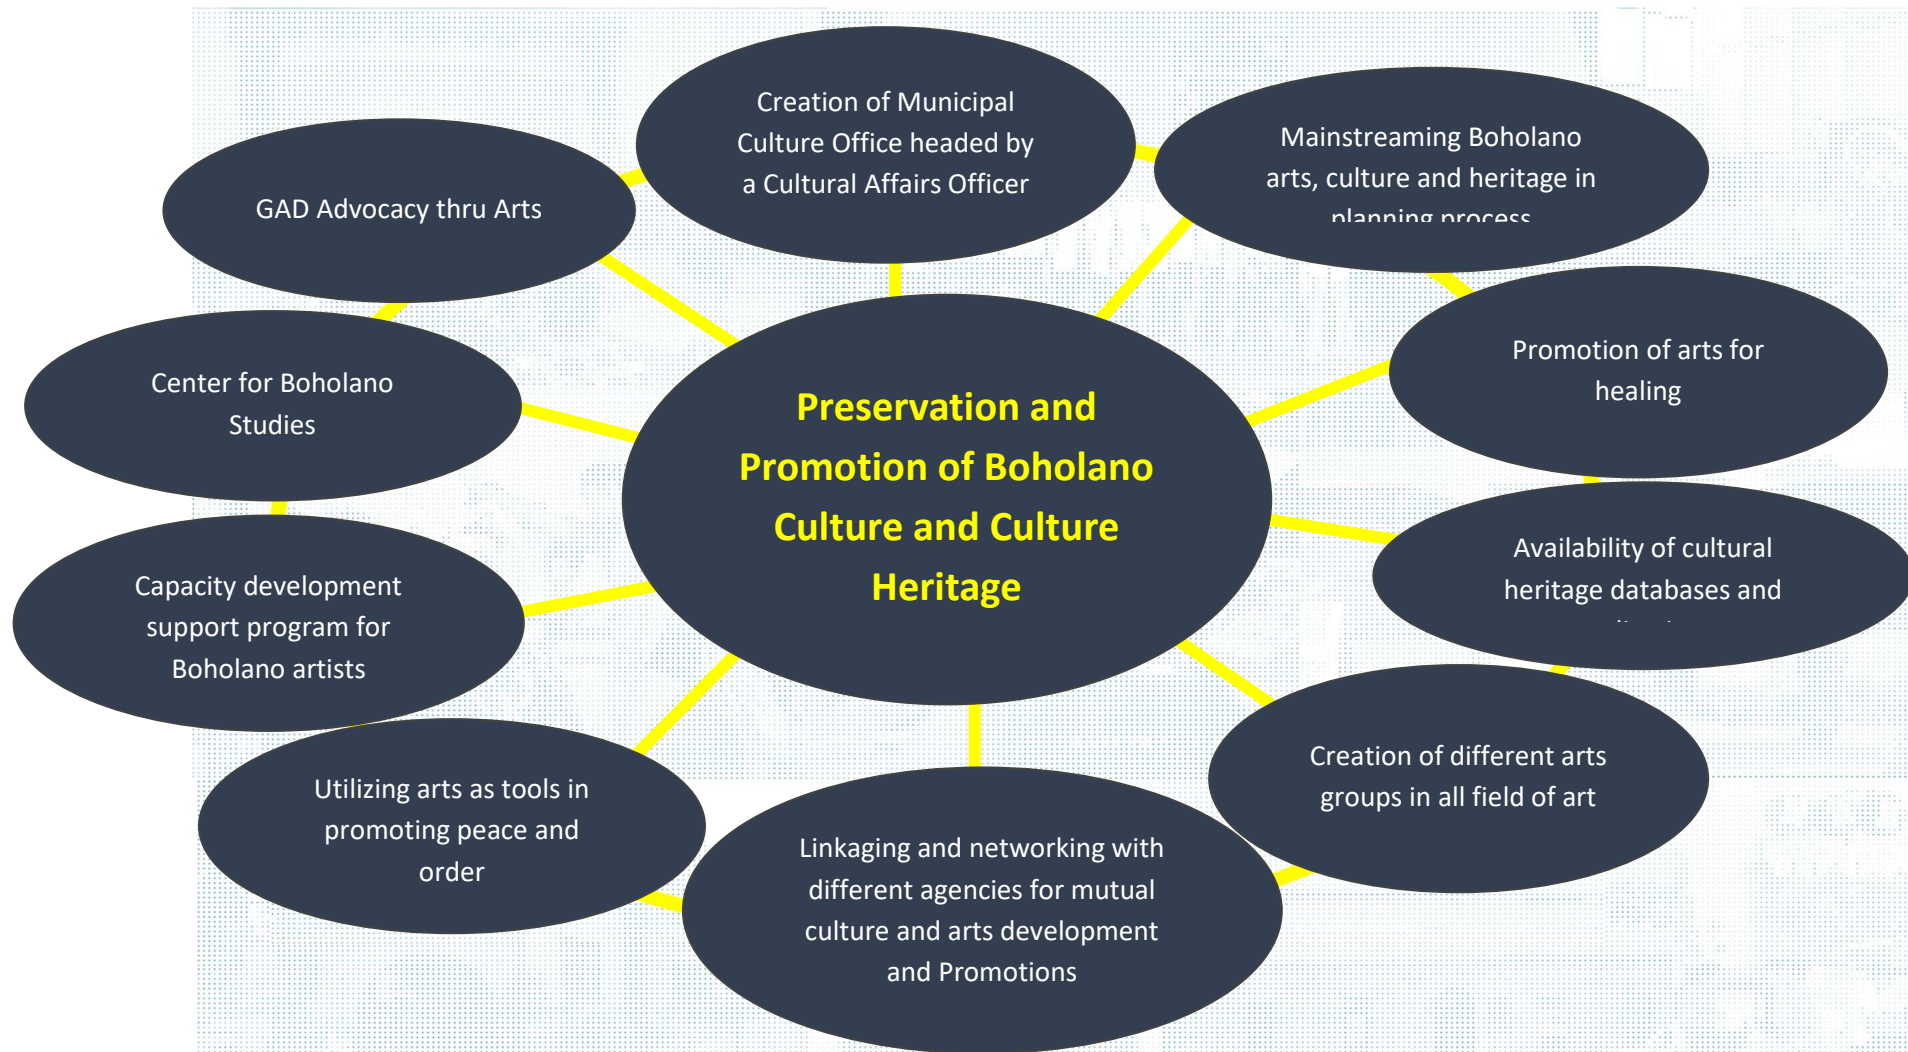 Creation of Municipal
Culture Office headed by
a Cultural Affairs Officer
Mainstreaming Boholano
arts, culture and heritage in
planning process
GAD Advocacy thru Arts
Promotion of arts for
healing
Center for Boholano
Studies
Preservation and
Promotion of Boholano
Culture and Culture
Heritage
Availability of cultural
heritage databases and
Capacity development
support program for
Boholano artists
Creation of different arts
groups in all field of art
Utilizing arts as tools in
promoting peace and
order
Linkaging and networking with
different agencies for mutual
culture and arts development
and Promotions